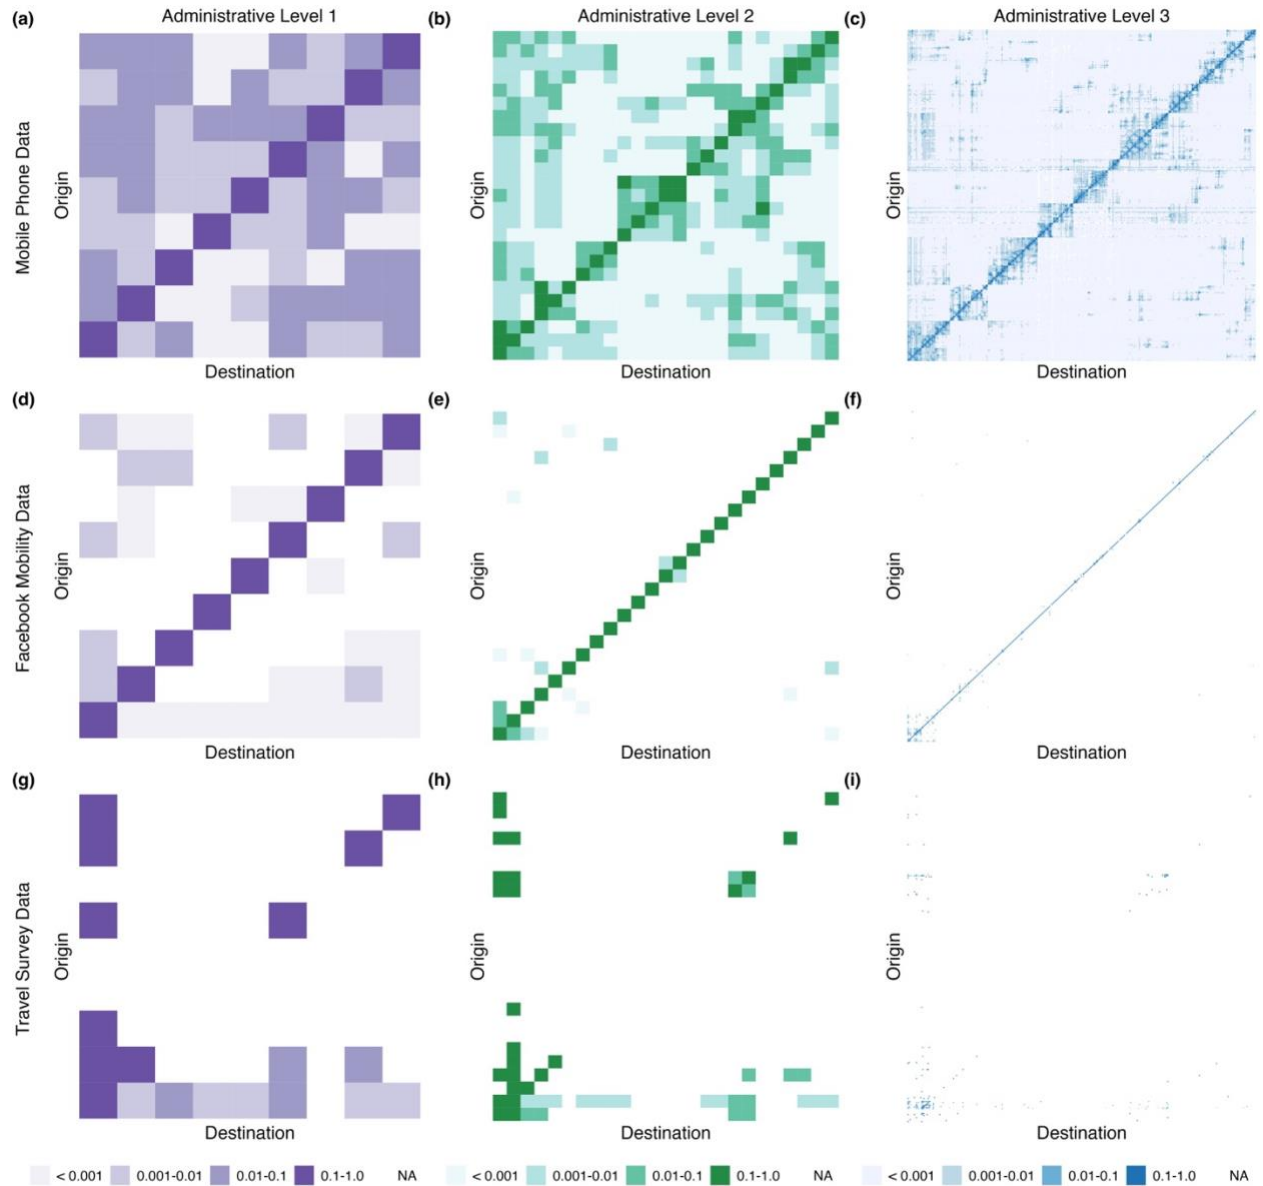 (a) Administrative Level 1
(b) Administrative Level 2
(c) Administrative Level 3
Mobile Phone Data
Origin
Origin
Origin
Destination
Destination
Destination
(d)
(e)
(f)
Facebook Mobility Data
Origin
Origin
Origin
Destination
Destination
Destination
(g)
(h)
(i)
Travel Survey Data
Origin
Origin
Origin
Destination
Destination
Destination
< 0.001 0.001-0.01 0.01-0.1 0.1-1.0 NA
< 0.001 0.001-0.01 0.01-0.1 0.1-1.0 NA
< 0.001 0.001-0.01 0.01-0.1 0.1-1.0 NA